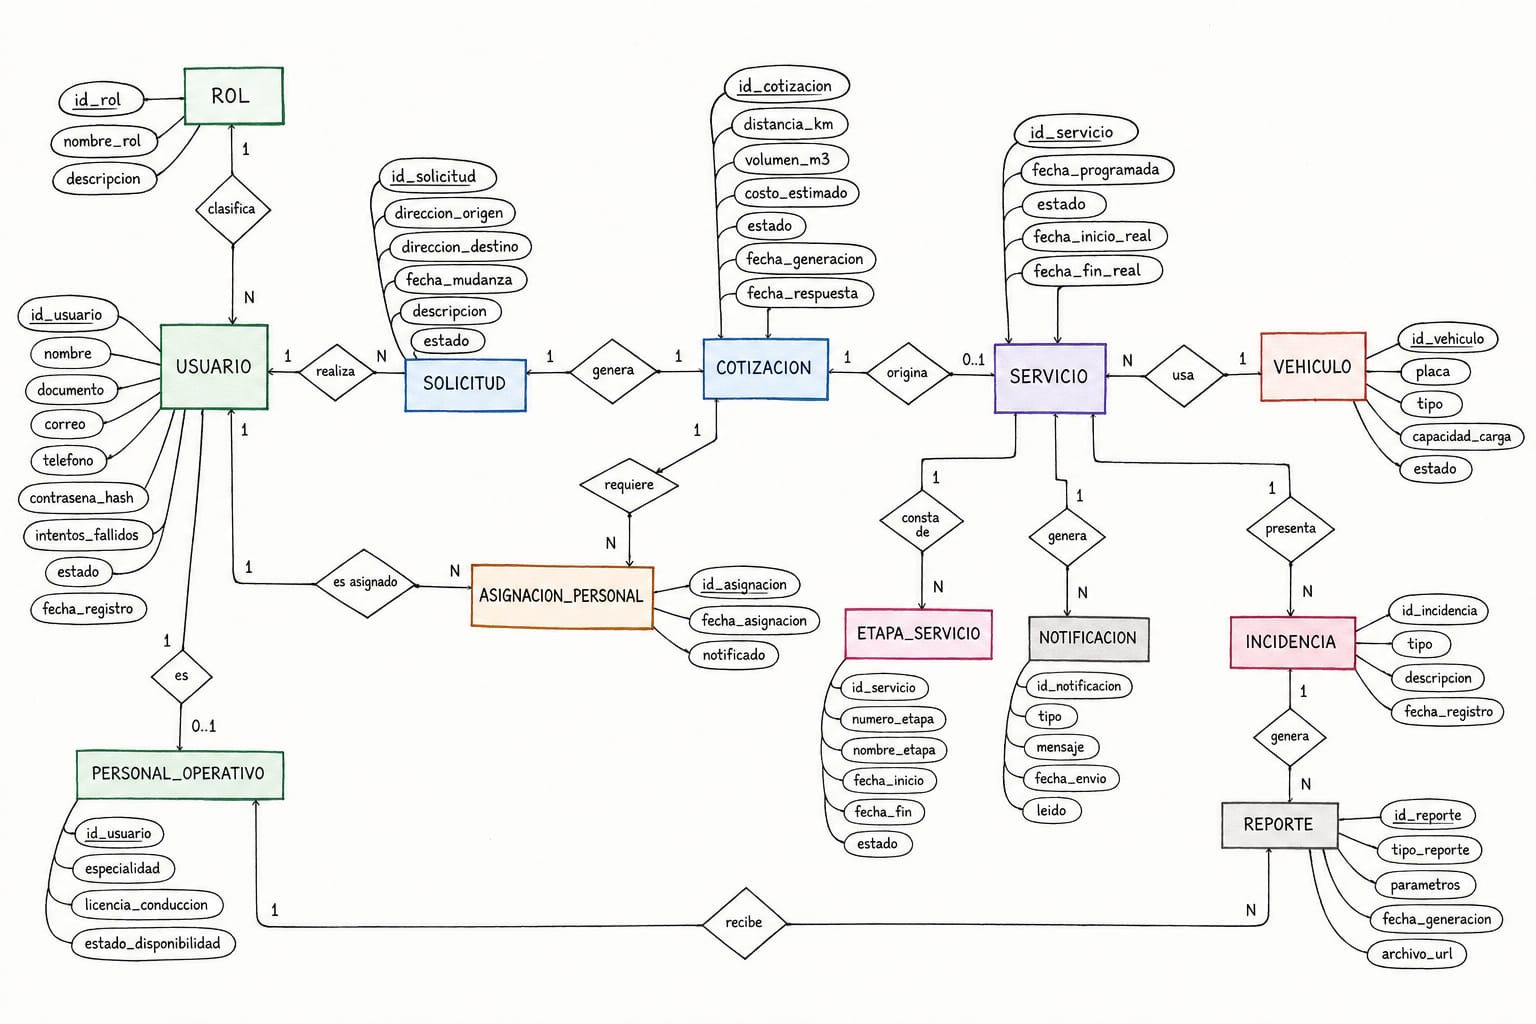 ROL
id_rol
nombre_rol
descripcion
1
clasifica
N
USUARIO
id_usuario
nombre
documento
correo
telefono
contrasena_hash
intentos_fallidos
estado
fecha_registro
1
realiza
N
SOLICITUD
id_solicitud
direccion_origen
direccion_destino
fecha_mudanza
descripcion
estado
1
genera
1
COTIZACION
id_cotizacion
distancia_km
volumen_m3
costo_estimado
estado
fecha_generacion
fecha_respuesta
1
origina
0..1
SERVICIO
id_servicio
fecha_programada
estado
fecha_inicio_real
fecha_fin_real
N
usa
1
VEHICULO
id_vehiculo
placa
tipo
capacidad_carga
estado
1
requiere
N
1
1
es asignado
N
ASIGNACION_PERSONAL
id_asignacion
fecha_asignacion
notificado
1
consta
de
N
ETAPA_SERVICIO
id_servicio
numero_etapa
nombre_etapa
fecha_inicio
fecha_fin
estado
1
genera
N
NOTIFICACION
id_notificacion
tipo
mensaje
fecha_envio
leido
1
presenta
N
INCIDENCIA
id_incidencia
tipo
descripcion
fecha_registro
1
genera
N
REPORTE
id_reporte
tipo_reporte
parametros
fecha_generacion
archivo_url
1
es
0..1
PERSONAL_OPERATIVO
id_usuario
especialidad
licencia_conduccion
estado_disponibilidad
1
recibe
N